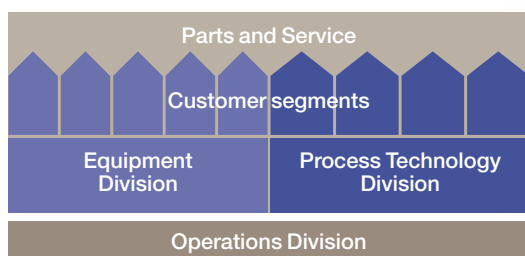 Parts and Service
Customer segments
Equipment
Division
Process Technology
Division
Operations Division